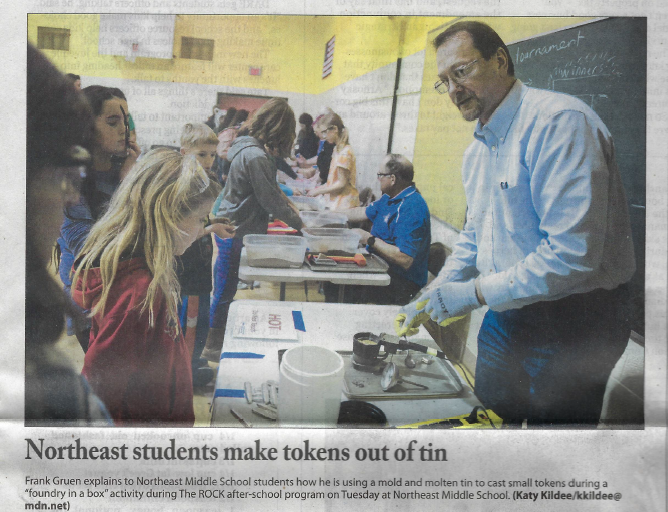 Tournament
Winners
HOT
Northeast students make tokens out of tin
Frank Gruen explains to Northeast Middle School students how he is using a mold and molten tin to cast small tokens during a
"foundry in a box" activity during The ROCK after-school program on Tuesday at Northeast Middle School. (Katy Kildee/kkildee@
mdn.net)